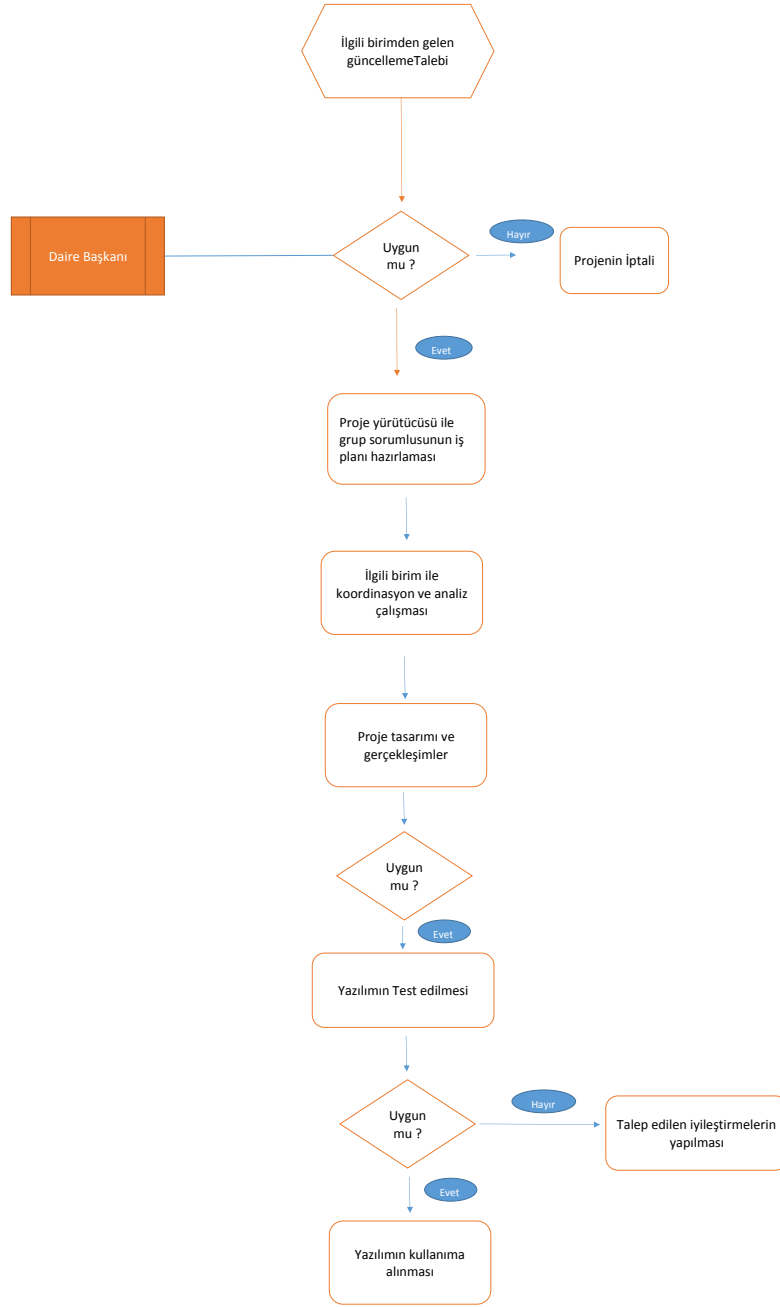 İlgili birimden gelen
güncellemeTalebi
Daire Başkanı
Uygun
mu ?
Hayır
Projenin İptali
Evet
Proje yürütücüsü ile
grup sorumlusunun iş
planı hazırlaması
İlgili birim ile
koordinasyon ve analiz
çalışması
Proje tasarımı ve
gerçekleşimler
Uygun
mu ?
Evet
Yazılımın Test edilmesi
Uygun
mu ?
Hayır
Talep edilen iyileştirmelerin
yapılması
Evet
Yazılımın kullanıma
alınması